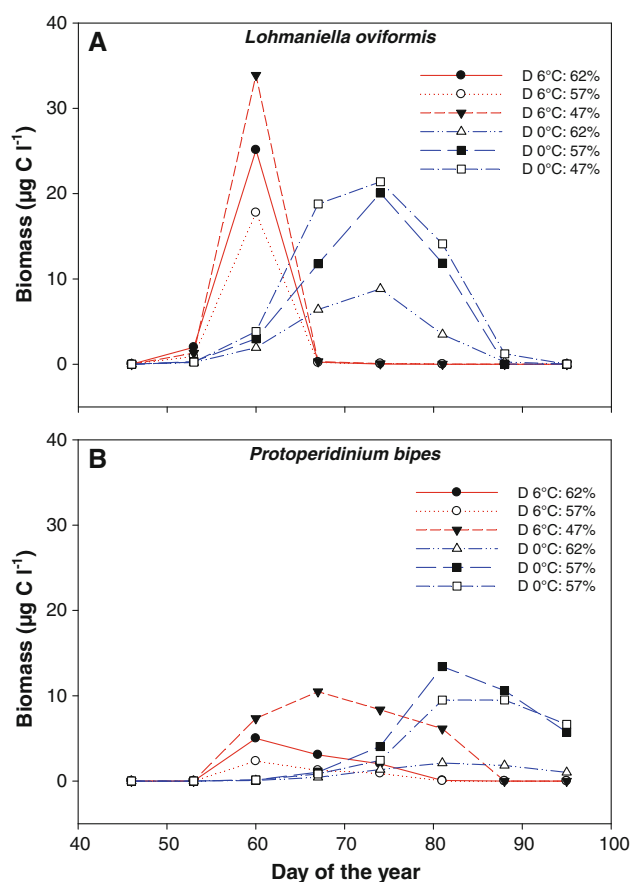 A
Lohmaniella oviformis
D 6°C: 62%
D 6°C: 57%
D 6°C: 47%
D 0°C: 62%
D 0°C: 57%
D 0°C: 47%
Biomass (µg C l⁻¹)
40
30
20
10
0
B
Protoperidinium bipes
D 6°C: 62%
D 6°C: 57%
D 6°C: 47%
D 0°C: 62%
D 0°C: 57%
D 0°C: 57%
Biomass (µg C l⁻¹)
40
30
20
10
0
40 50 60 70 80 90 100
Day of the year